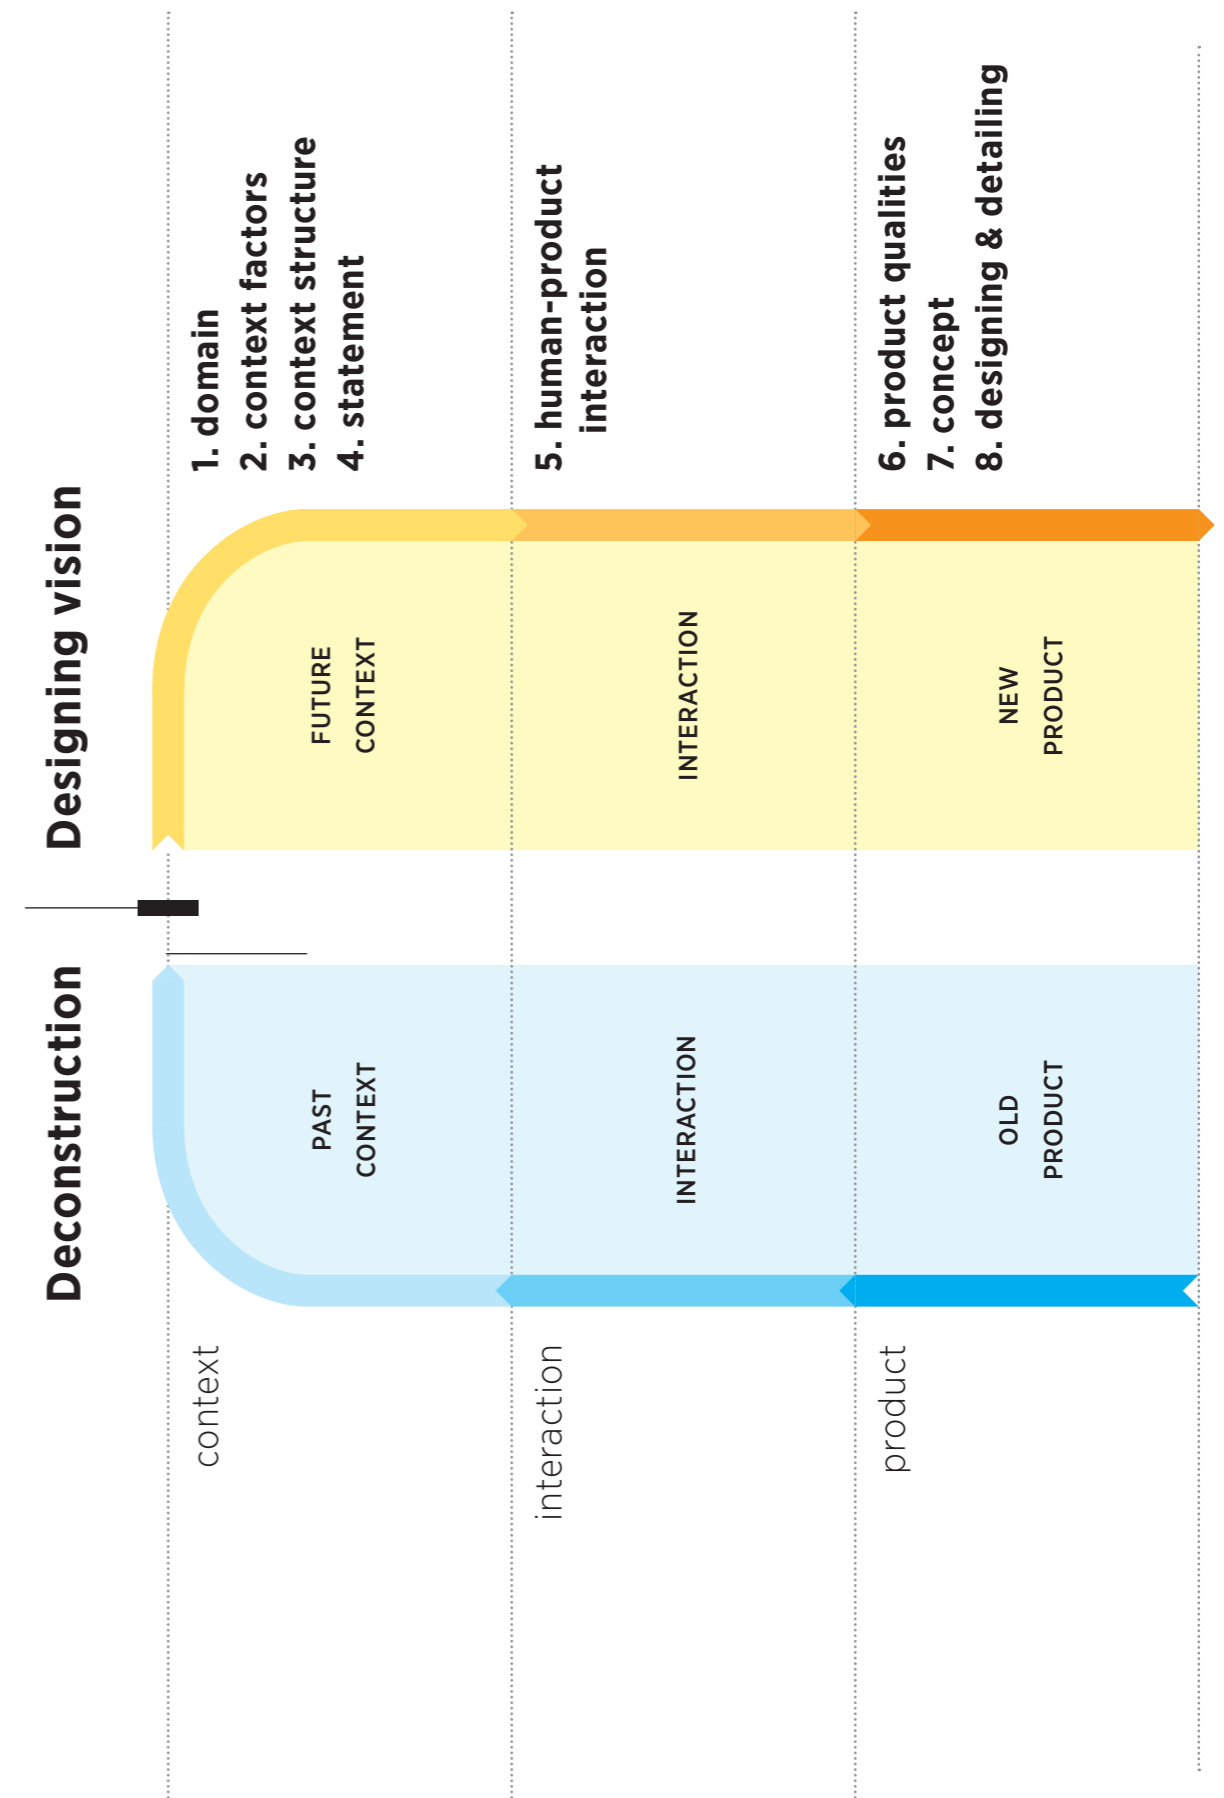 Deconstruction
Designing vision
context
PAST
CONTEXT
FUTURE
CONTEXT
1. domain
2. context factors
3. context structure
4. statement
interaction
INTERACTION
INTERACTION
5. human-product
interaction
product
OLD
PRODUCT
NEW
PRODUCT
6. product qualities
7. concept
8. designing & detailing